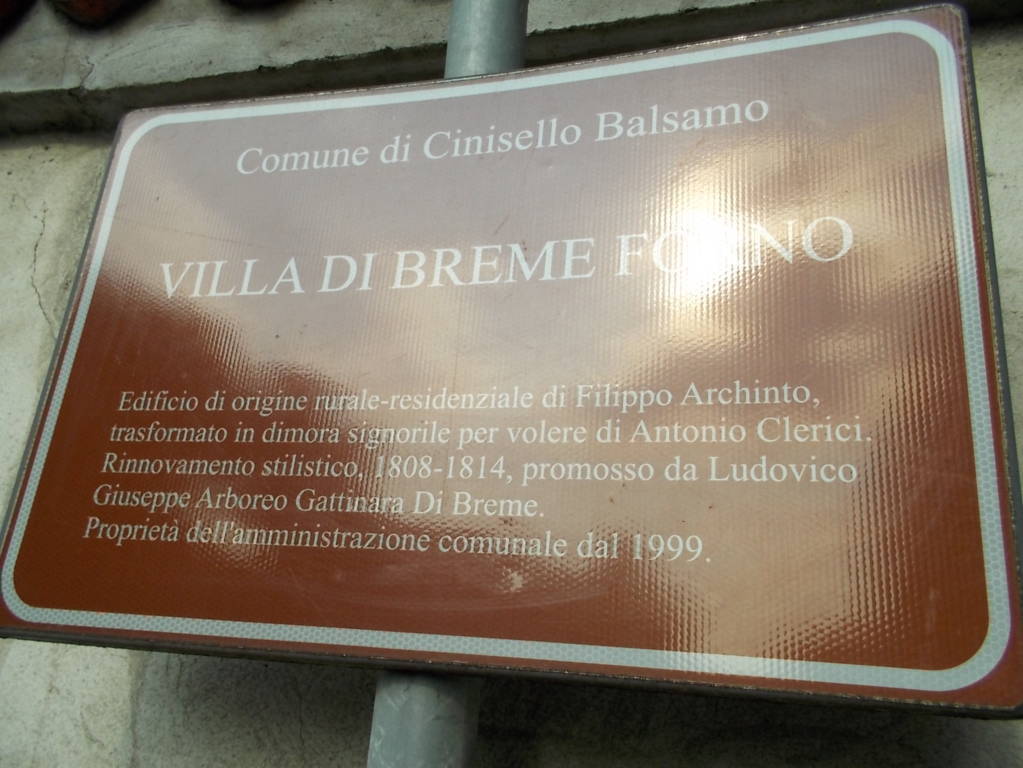 Comune di Cinisello Balsamo
VILLA DI BREME FORNO
Edificio di origine rurale-residenziale di Filippo Archinto,
trasformato in dimora signorile per volere di Antonio Clerici.
Rinnovamento stilistico, 1808-1814, promosso da Ludovico
Giuseppe Arboreo Gattinara Di Breme.
Proprietà dell'amministrazione comunale dal 1999.